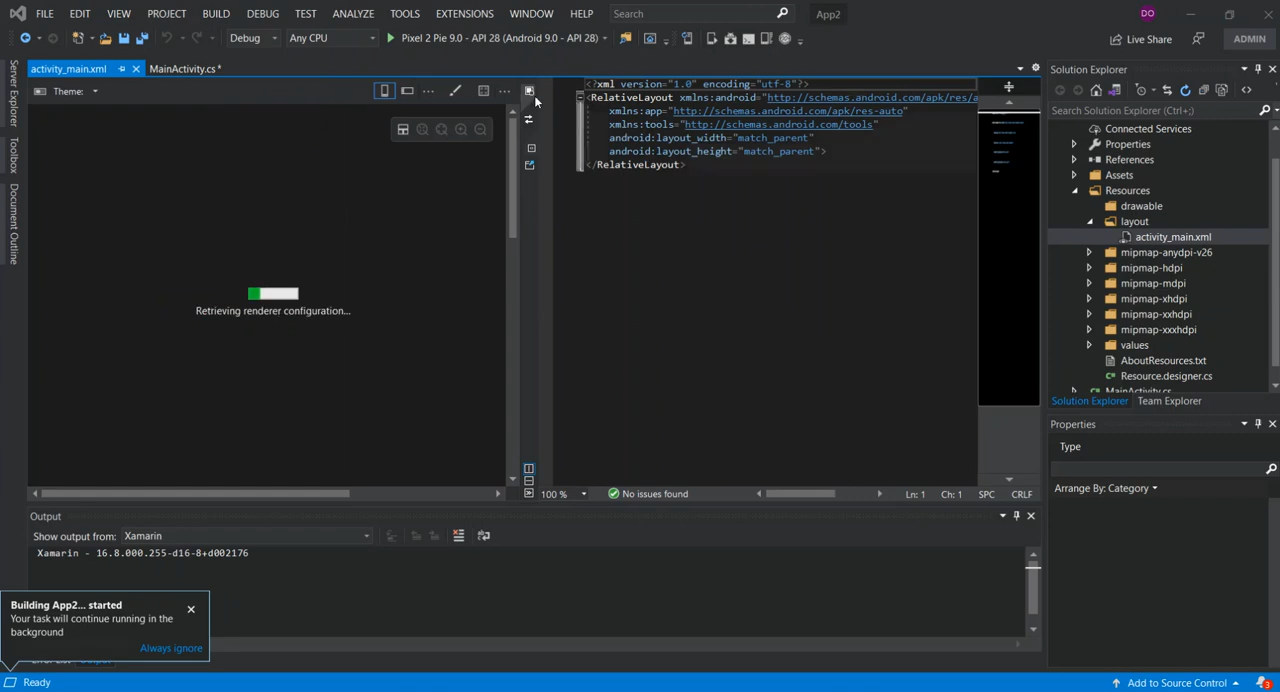 FILE EDIT VIEW PROJECT BUILD DEBUG TEST ANALYZE TOOLS EXTENSIONS WINDOW HELP Search App2 DO
Debug Any CPU Pixel 2 Pie 9.0 - API 28 (Android 9.0 - API 28) Live Share ADMIN
Server Explorer
Toolbox
Document Outline
activity_main.xml MainActivity.cs*
Theme:
Retrieving renderer configuration...
<?xml version="1.0" encoding="utf-8"?>
<RelativeLayout xmlns:android="http://schemas.android.com/apk/res/a
xmlns:app="http://schemas.android.com/apk/res-auto"
xmlns:tools="http://schemas.android.com/tools"
android:layout_width="match_parent"
android:layout_height="match_parent">
</RelativeLayout>
100 % No issues found Ln: 1 Ch: 1 SPC CRLF
Solution Explorer
Search Solution Explorer (Ctrl+;)
Connected Services
Properties
References
Assets
Resources
drawable
layout
activity_main.xml
mipmap-anydpi-v26
mipmap-hdpi
mipmap-mdpi
mipmap-xhdpi
mipmap-xxhdpi
mipmap-xxxhdpi
values
AboutResources.txt
Resource.designer.cs
MainActivity.cs
Solution Explorer Team Explorer
Properties
Type
Arrange By: Category
Output
Show output from: Xamarin
Xamarin - 16.8.000.255-d16-8+d002176
Building App2... started
Your task will continue running in the
background
Always ignore
Error List Output
Ready Add to Source Control 3